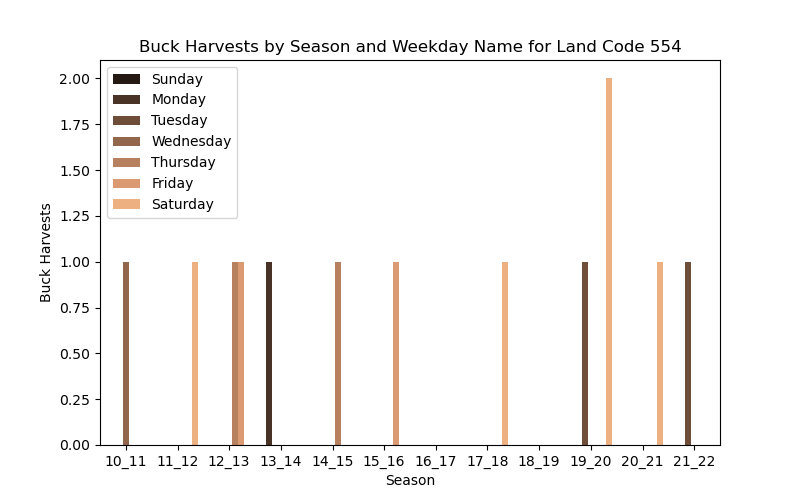 Buck Harvests by Season and Weekday Name for Land Code 554
Sunday
Monday
Tuesday
Wednesday
Thursday
Friday
Saturday
2.00
1.75
1.50
1.25
1.00
0.75
0.50
0.25
0.00
Buck Harvests
10_11 11_12 12_13 13_14 14_15 15_16 16_17 17_18 18_19 19_20 20_21 21_22
Season